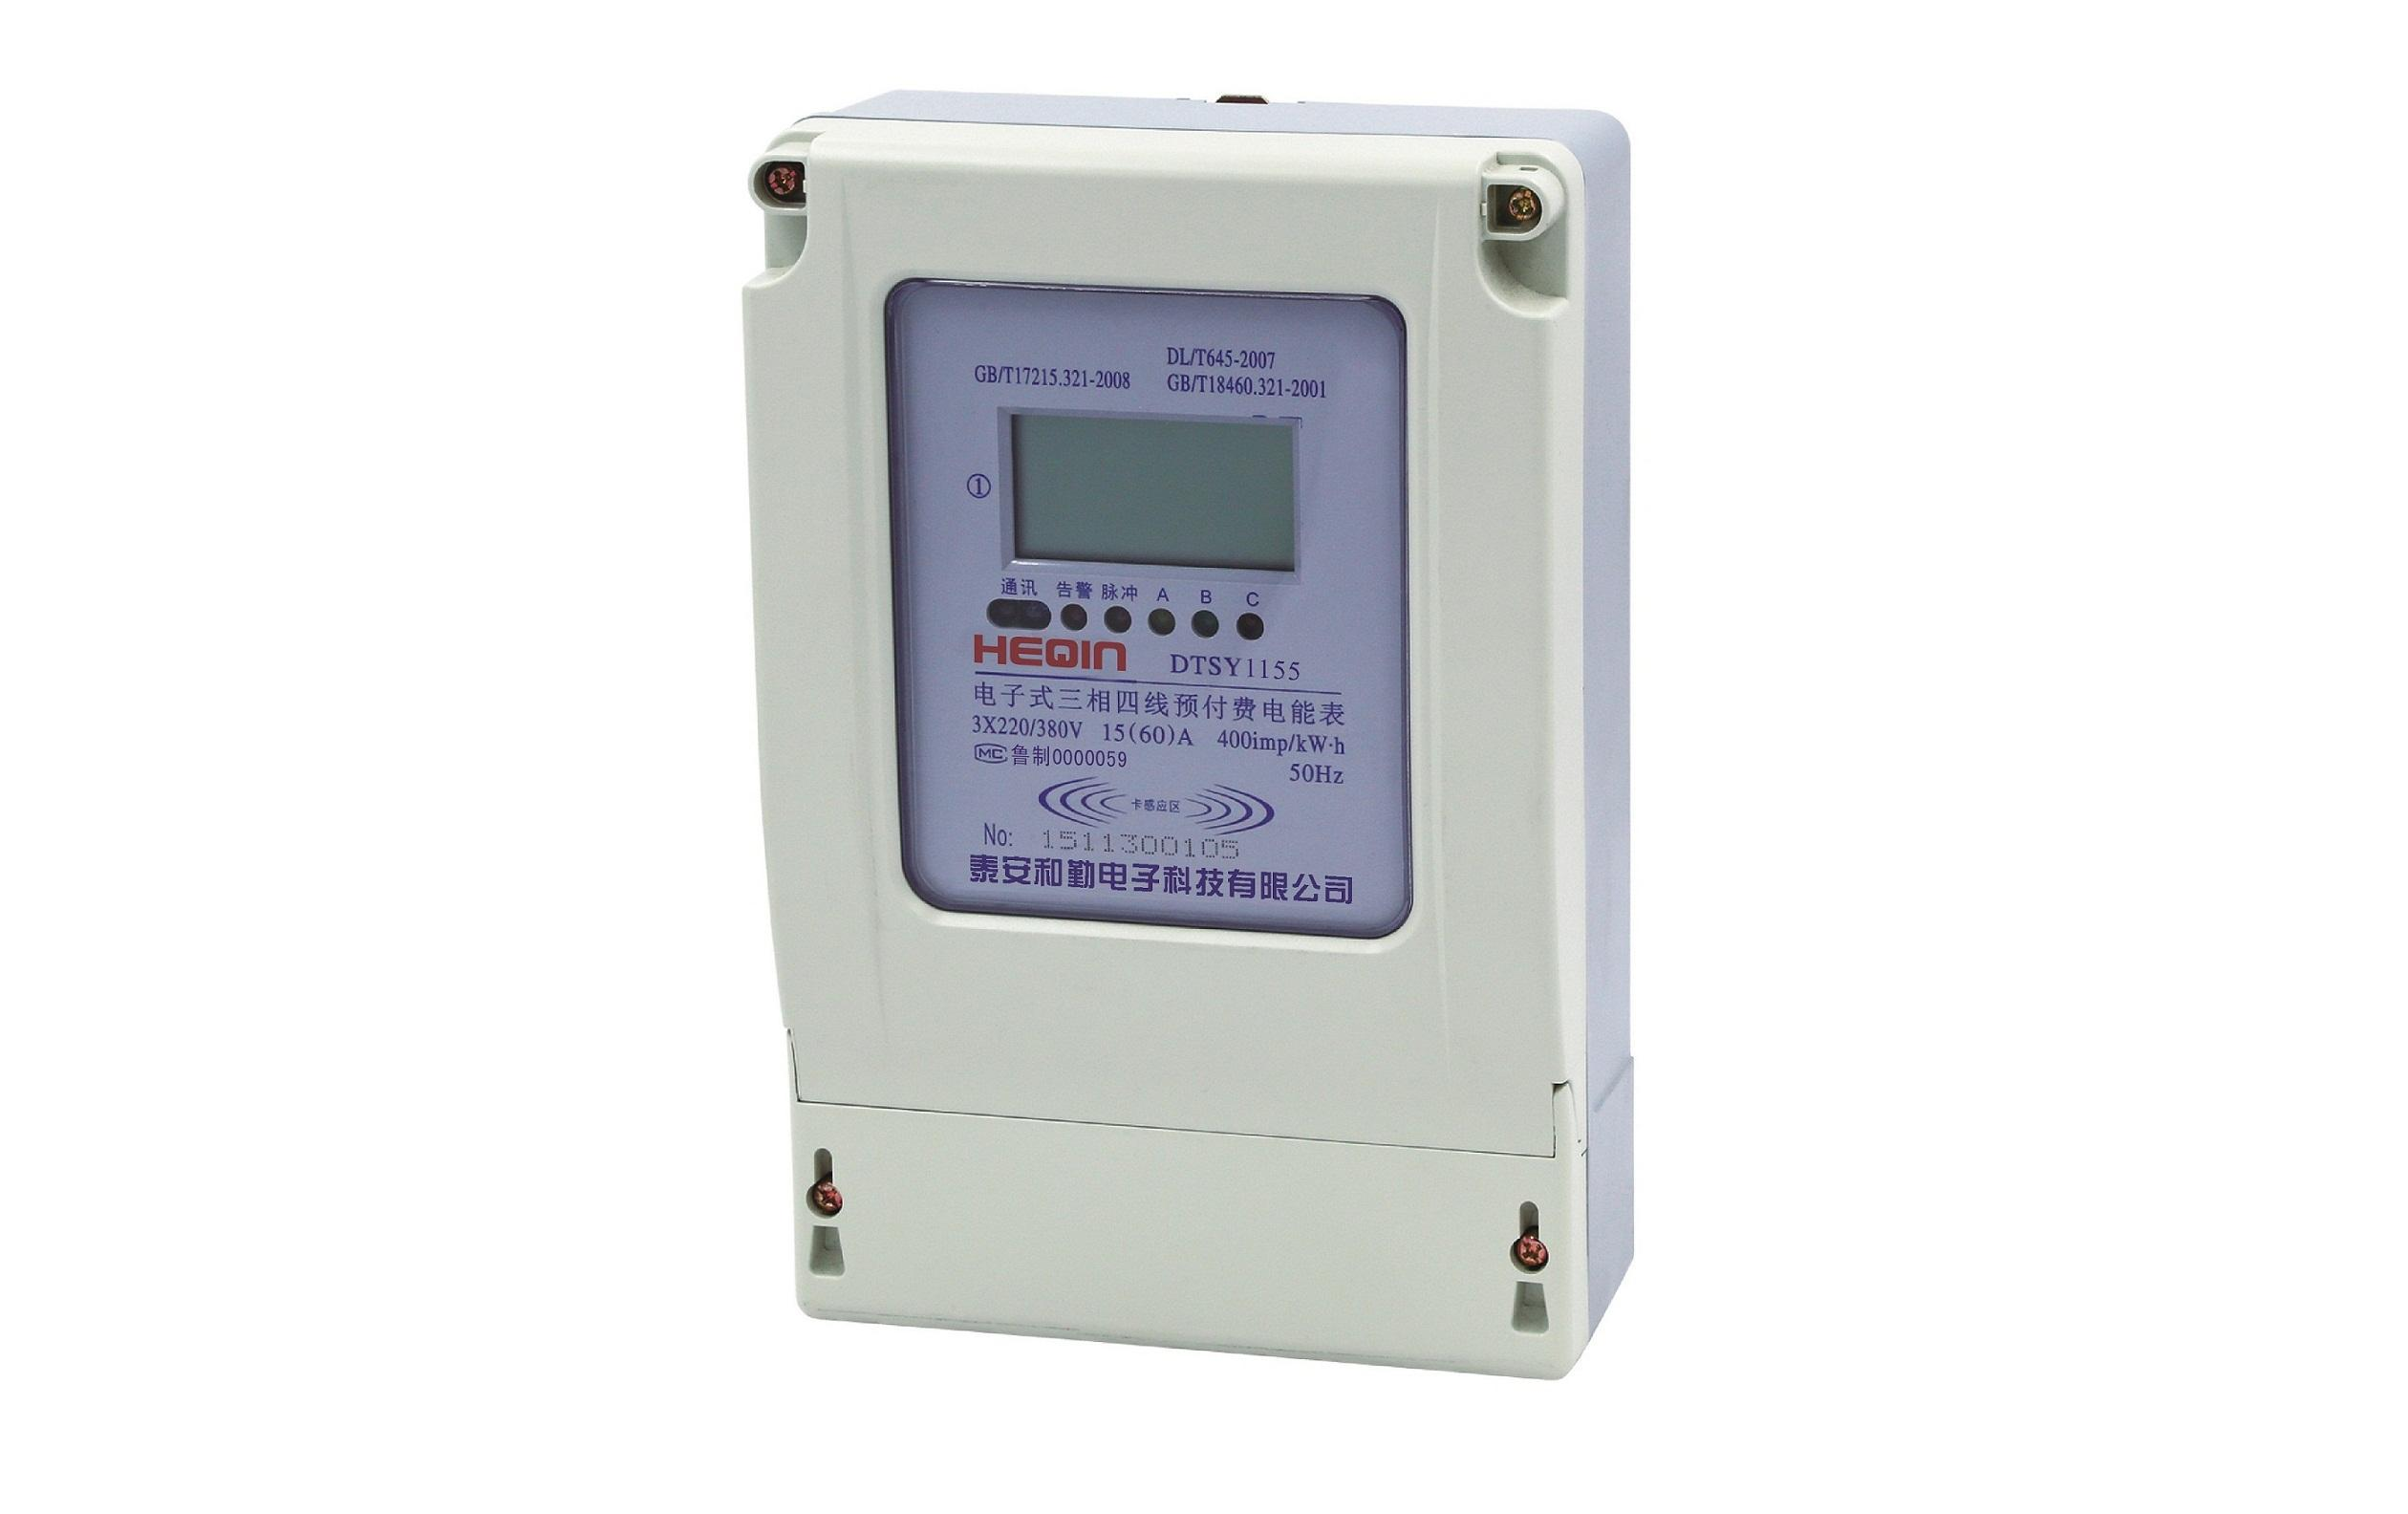 DL/T645-2007
GB/T17215.321-2008 GB/T18460.321-2001
①
通讯 告警 脉冲 A B C
HEQIN DTSY1155
电子式三相四线预付费电能表
3X220/380V 15(60)A 400imp/kW·h
MC 鲁制0000059 50Hz
卡感应区
No: 1511300105
泰安和勤电子科技有限公司